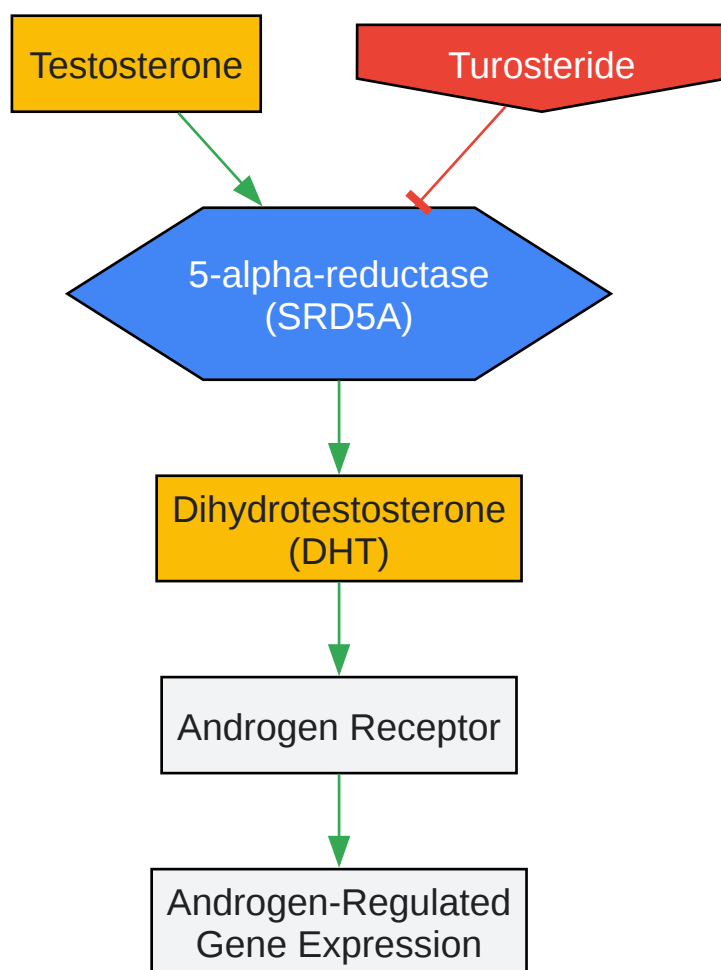 Testosterone
Turosteride
5-alpha-reductase
(SRD5A)
Dihydrotestosterone
(DHT)
Androgen Receptor
Androgen-Regulated
Gene Expression